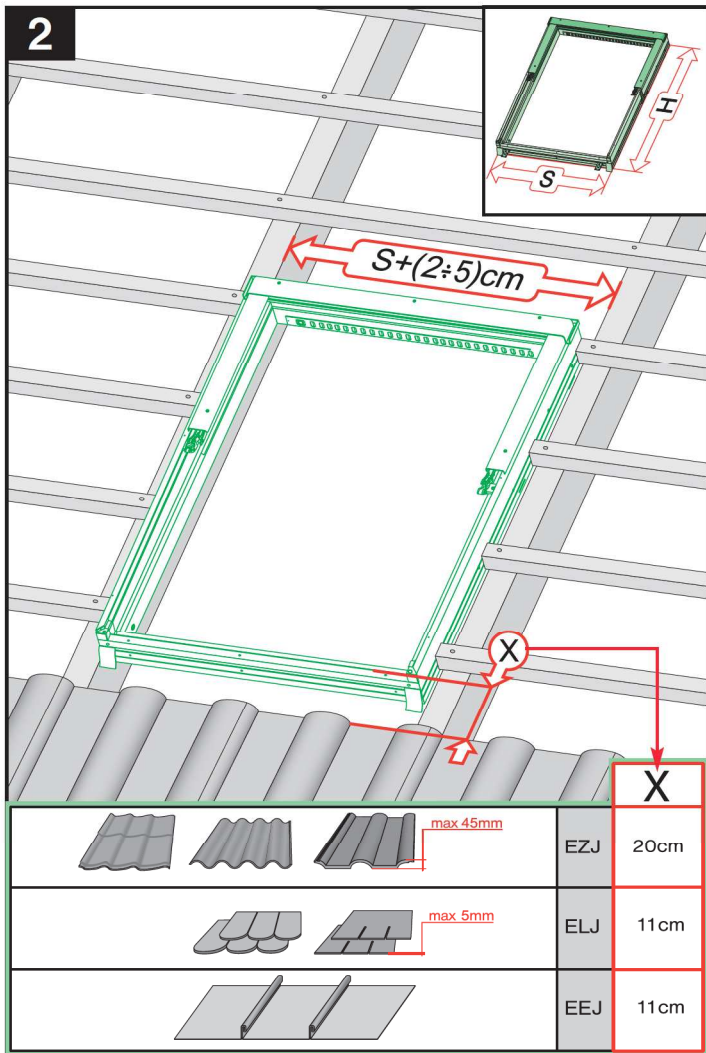 2
H
S
S+(2÷5)cm
X
X
max 45mm
EZJ
20cm
max 5mm
ELJ
11cm
EEJ
11cm